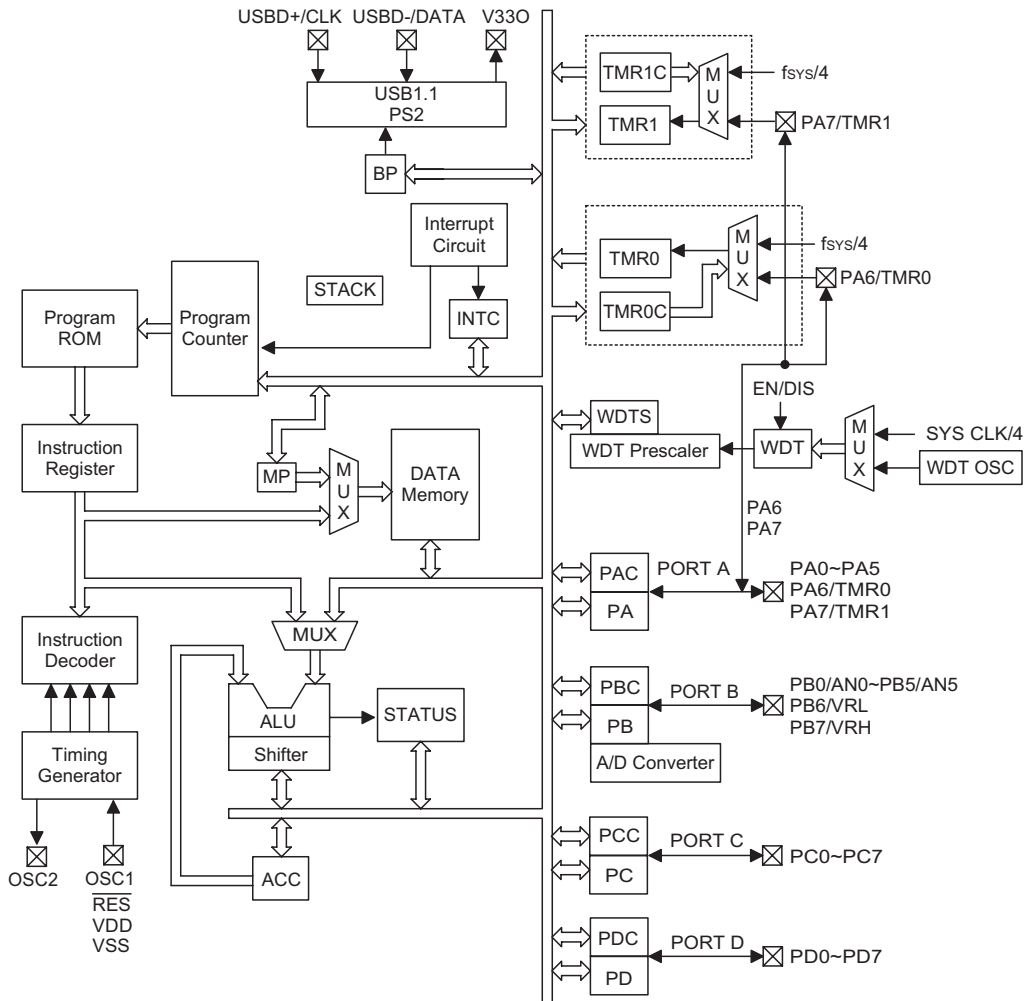 USBD+/CLK
USBD-/DATA
V33O
USB1.1
PS2
BP
TMR1C
TMR1
MUX
fSYS/4
PA7/TMR1
Interrupt
Circuit
STACK
INTC
TMR0
TMR0C
MUX
fSYS/4
PA6/TMR0
Program
ROM
Program
Counter
EN/DIS
WDTS
WDT Prescaler
WDT
MUX
SYS CLK/4
WDT OSC
Instruction
Register
MP
MUX
DATA
Memory
PA6
PA7
PAC
PA
PORT A
PA0~PA5
PA6/TMR0
PA7/TMR1
Instruction
Decoder
MUX
ALU
Shifter
STATUS
PBC
PB
A/D Converter
PORT B
PB0/AN0~PB5/AN5
PB6/VRL
PB7/VRH
Timing
Generator
OSC2
OSC1
RES
VDD
VSS
ACC
PCC
PC
PORT C
PC0~PC7
PDC
PD
PORT D
PD0~PD7